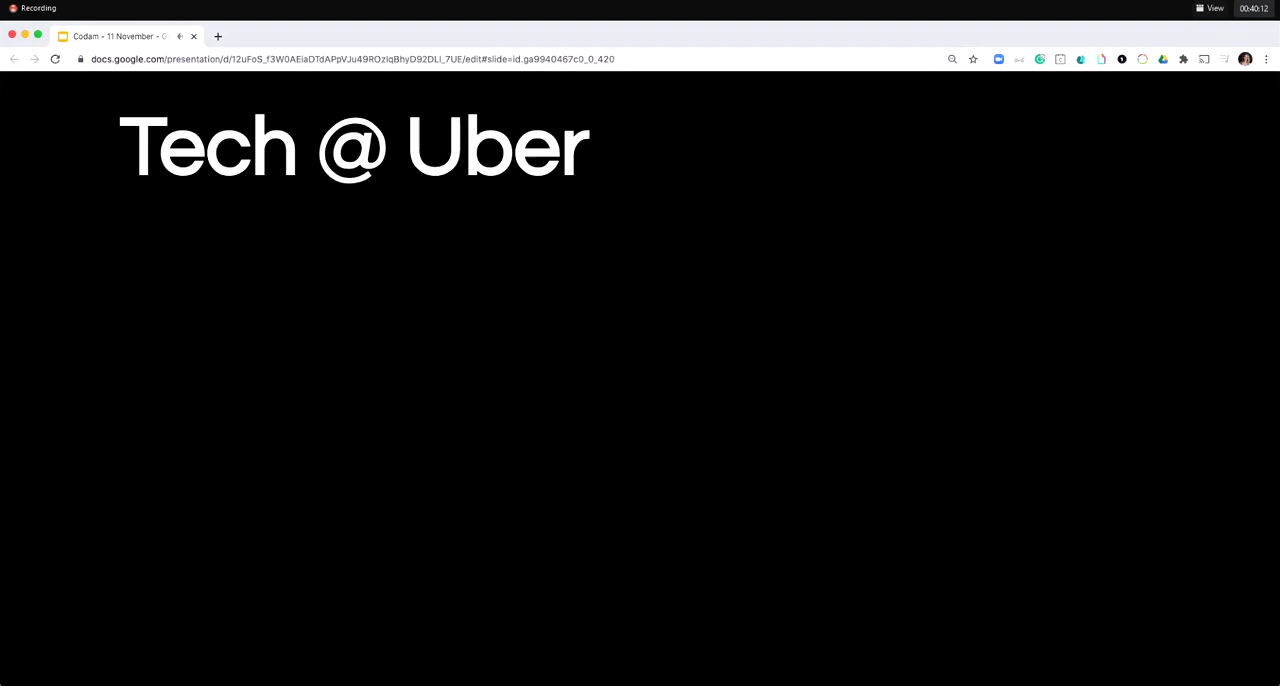 Recording
View
00:40:12
Codam - 11 November - G
docs.google.com/presentation/d/12uFoS_f3W0AEiaDTdAPpVJu49ROzIqBhyD92DLl_7UE/edit#slide=id.ga9940467c0_0_420
Tech @ Uber